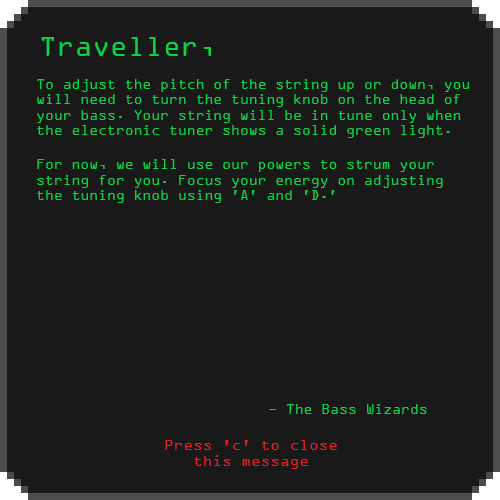 Traveller,
To adjust the pitch of the string up or down, you
will need to turn the tuning knob on the head of
your bass. Your string will be in tune only when
the electronic tuner shows a solid green light.
For now, we will use our powers to strum your
string for you. Focus your energy on adjusting
the tuning knob using 'A' and 'D.'
- The Bass Wizards
Press 'c' to close
this message